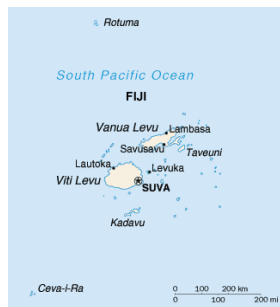 Rotuma
South Pacific Ocean
FIJI
Vanua Levu
Lambasa
Savusavu
Taveuni
Lautoka
Levuka
Viti Levu
SUVA
Kadavu
Ceva-I-Ra
0 100 200 km
0 100 200 mi